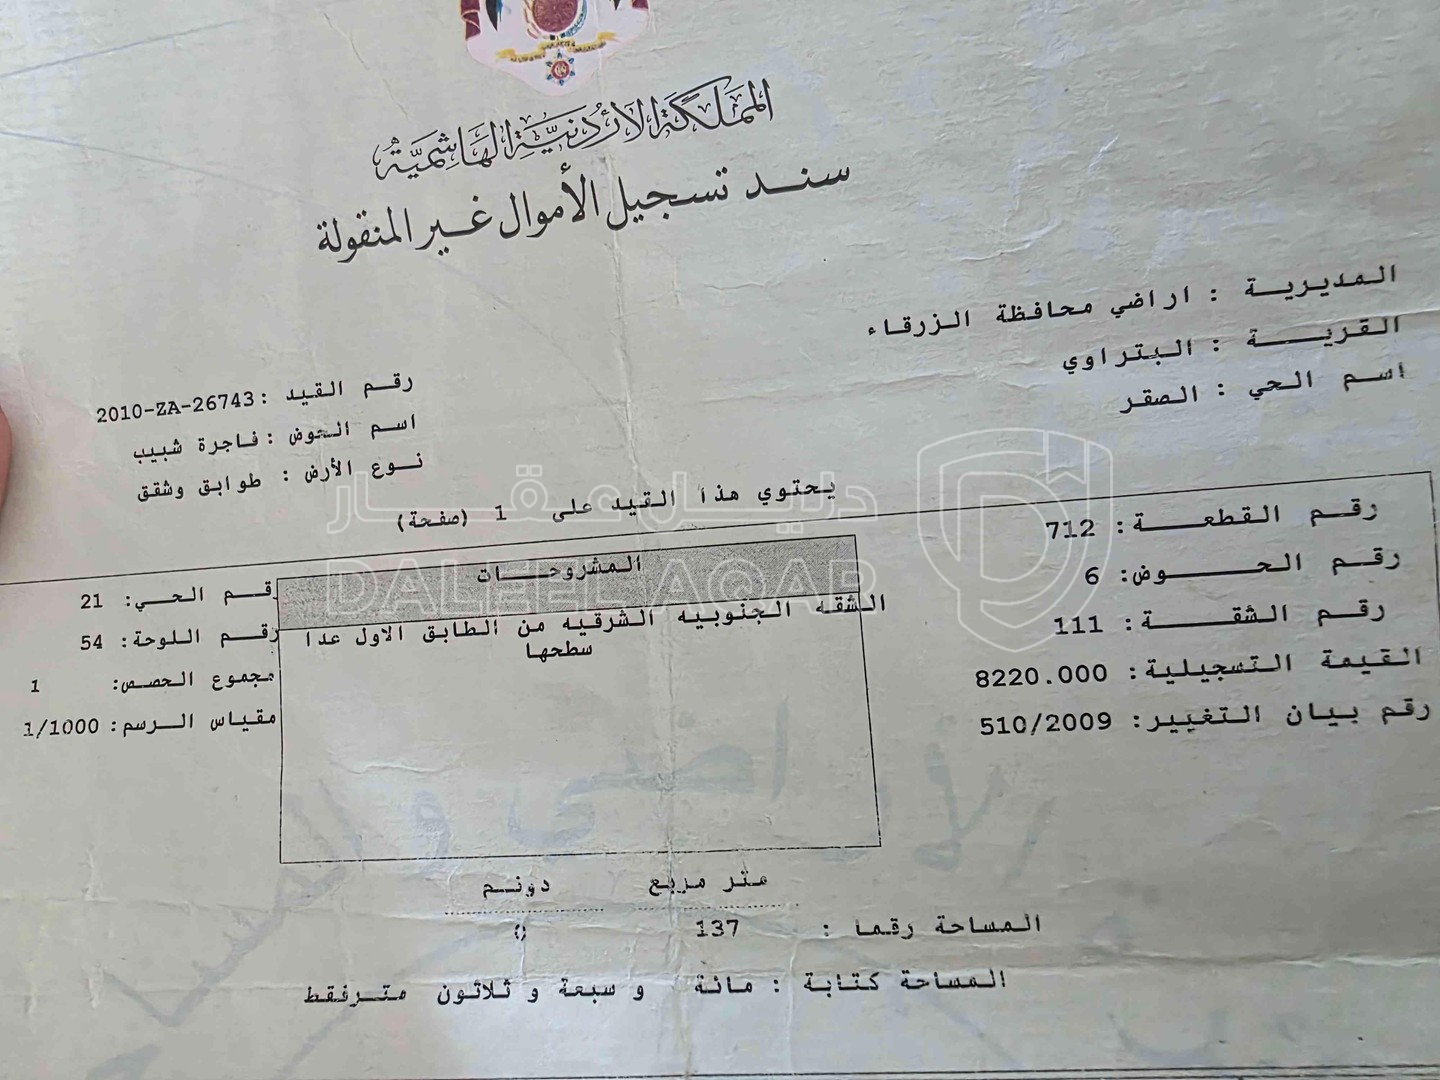 المملكة الأردنية الهاشمية
سند تسجيل الأموال غير المنقولة
المديرية : اراضي محافظة الزرقاء
القرية : البتراوي
اسم الحي : الصقر
رقم القيد : 2010-ZA-26743
اسم الحوض : فاجرة شبيب
نوع الأرض : طوابق وشقق
يحتوي هذا القيد على 1 (صفحة)
دليل عقار
DALEEL AQAR
رقم القطعة : 712
رقم الحوض : 6
رقم الشقة : 111
القيمة التسجيلية : 8220.000
رقم بيان التغيير : 510/2009
المشروحات
الشقه الجنوبيه الشرقيه من الطابق الاول عدا
سطحها
رقم الحي : 21
رقم اللوحة : 54
مجموع الحصص : 1
مقياس الرسم : 1/1000
متر مربع دونم
المساحة رقما : 137 0
المساحة كتابة : مائة و سبعة و ثلاثون مترفقط